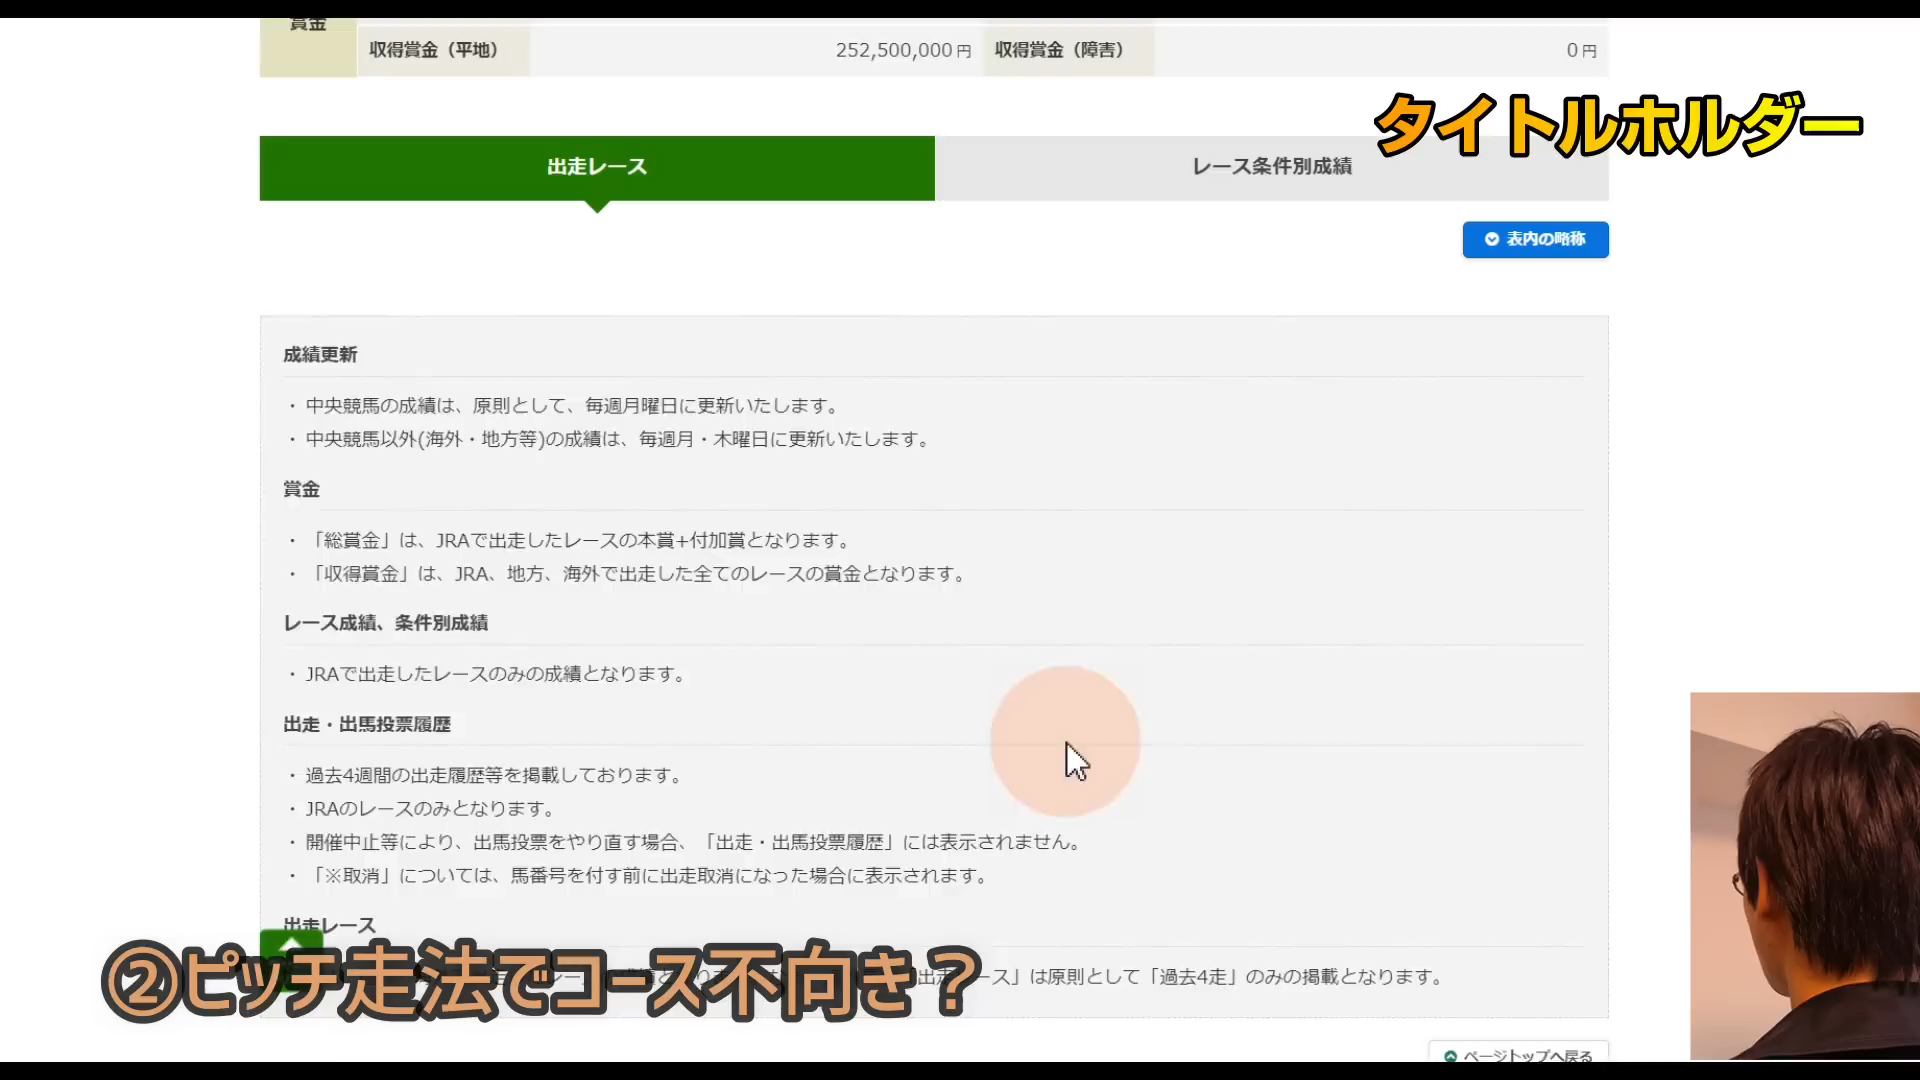 賞金
収得賞金（平地） 252,500,000 円 収得賞金（障害） 0 円
タイトルホルダー
出走レース レース条件別成績
表内の略称
成績更新
・ 中央競馬の成績は、原則として、毎週月曜日に更新いたします。
・ 中央競馬以外(海外・地方等)の成績は、毎週月・木曜日に更新いたします。
賞金
・ 「総賞金」は、JRAで出走したレースの本賞+付加賞となります。
・ 「収得賞金」は、JRA、地方、海外で出走した全てのレースの賞金となります。
レース成績、条件別成績
・ JRAで出走したレースのみの成績となります。
出走・出馬投票履歴
・ 過去4週間の出走履歴等を掲載しております。
・ JRAのレースのみとなります。
・ 開催中止等により、出馬投票をやり直す場合、「出走・出馬投票履歴」には表示されません。
・ 「※取消」については、馬番号を付す前に出走取消になった場合に表示されます。
出走レース
②ピッチ走法でコース不向き？
出走レース」は原則として「過去4走」のみの掲載となります。
ページトップへ戻る